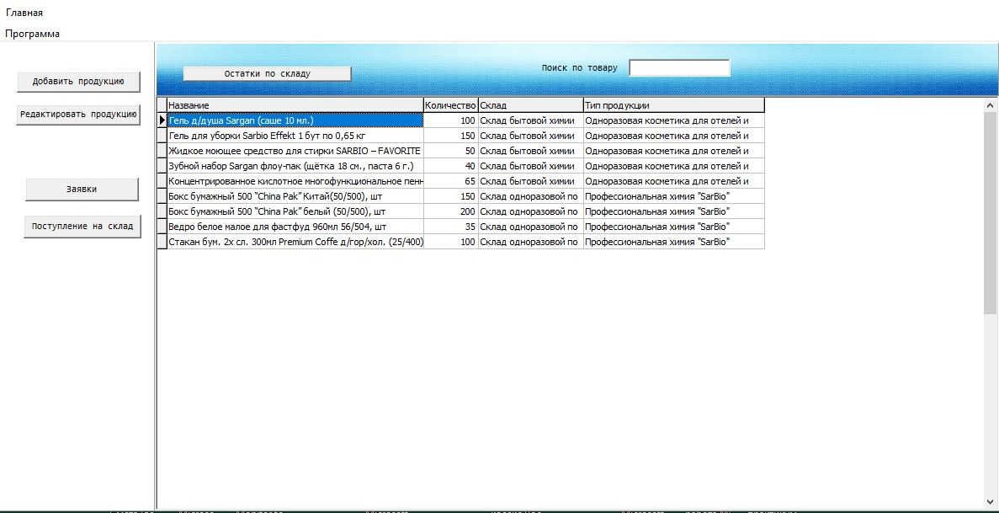 Главная
Программа
Добавить продукцию
Редактировать продукцию
Заявки
Поступление на склад
Остатки по складу
Поиск по товару
Название Количество Склад Тип продукции
Гель д/душа Sargan (саше 10 мл.) 100 Склад бытовой химии Одноразовая косметика для отелей и
Гель для уборки Sarbio Effekt 1 бут по 0,65 кг 150 Склад бытовой химии Одноразовая косметика для отелей и
Жидкое моющее средство для стирки SARBIO – FAVORITE 50 Склад бытовой химии Одноразовая косметика для отелей и
Зубной набор Sargan флоу-пак (щётка 18 см., паста 6 г.) 40 Склад бытовой химии Одноразовая косметика для отелей и
Концентрированное кислотное многофункциональное пенн 65 Склад бытовой химии Одноразовая косметика для отелей и
Бокс бумажный 500 “China Pak” Китай(50/500), шт 150 Склад одноразовой по Профессиональная химия "SarBio"
Бокс бумажный 500 “China Pak” белый (50/500), шт 200 Склад одноразовой по Профессиональная химия "SarBio"
Ведро белое малое для фастфуд 960мл 56/504, шт 35 Склад одноразовой по Профессиональная химия "SarBio"
Стакан бум. 2х сл. 300мл Premium Coffe д/гор/хол. (25/400) 100 Склад одноразовой по Профессиональная химия "SarBio"